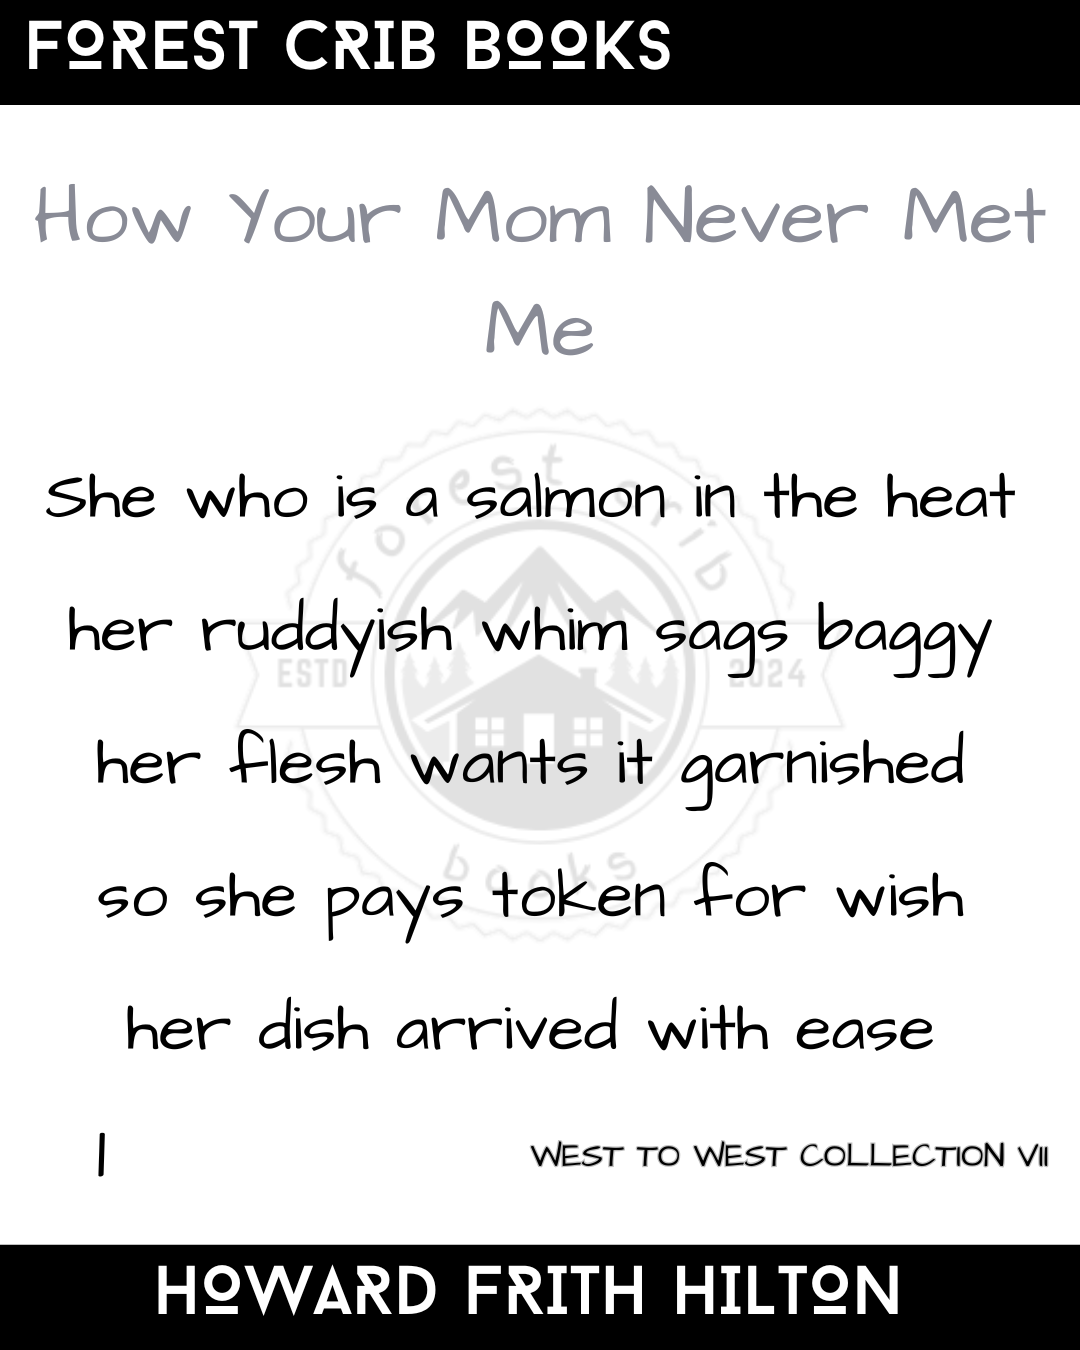 FOREST CRIB BOOKS
How Your Mom Never Met
Me
forest crib
She who is a salmon in the heat
her ruddyish whim sags baggy
ESTD 2024
her flesh wants it garnished
books
so she pays token for wish
her dish arrived with ease
1
WEST TO WEST COLLECTION VII
HOWARD FRITH HILTON